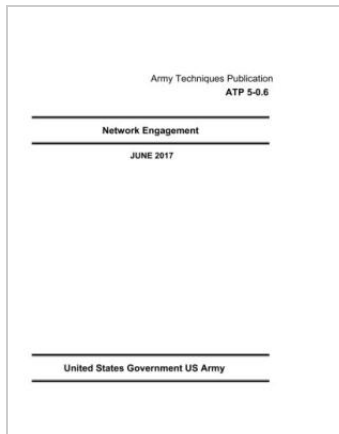 Army Techniques Publication
ATP 5-0.6
Network Engagement
JUNE 2017
United States Government US Army